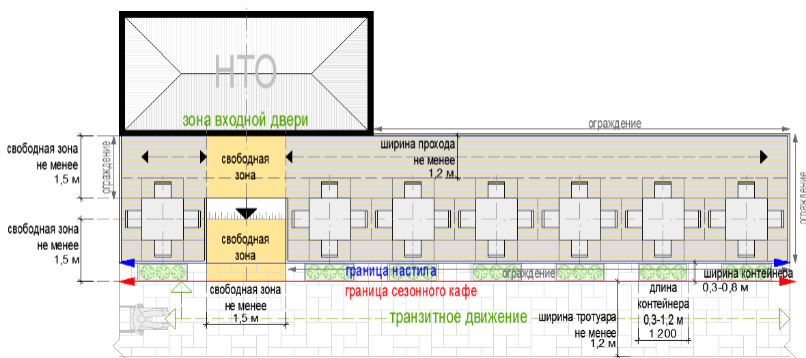 НТО
зона входной двери
ограждение
свободная зона
не менее
1,5 м
ограждение
свободная
зона
ширина прохода
не менее
1,2 м
ограждение
свободная зона
не менее
1,5 м
свободная
зона
граница настила
ограждение
ширина контейнера
0,3-0,8 м
свободная зона
не менее
1,5 м
граница сезонного кафе
длина
контейнера
0,3-1,2 м
1 200
транзитное движение
ширина тротуара
не менее
1,2 м